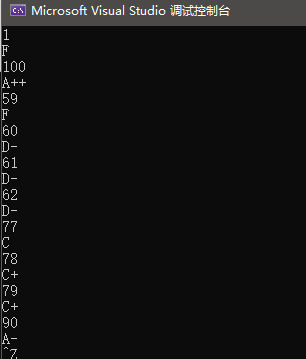 Microsoft Visual Studio 调试控制台
1
F
100
A++
59
F
60
D-
61
D-
62
D-
77
C
78
C+
79
C+
90
A-
^Z